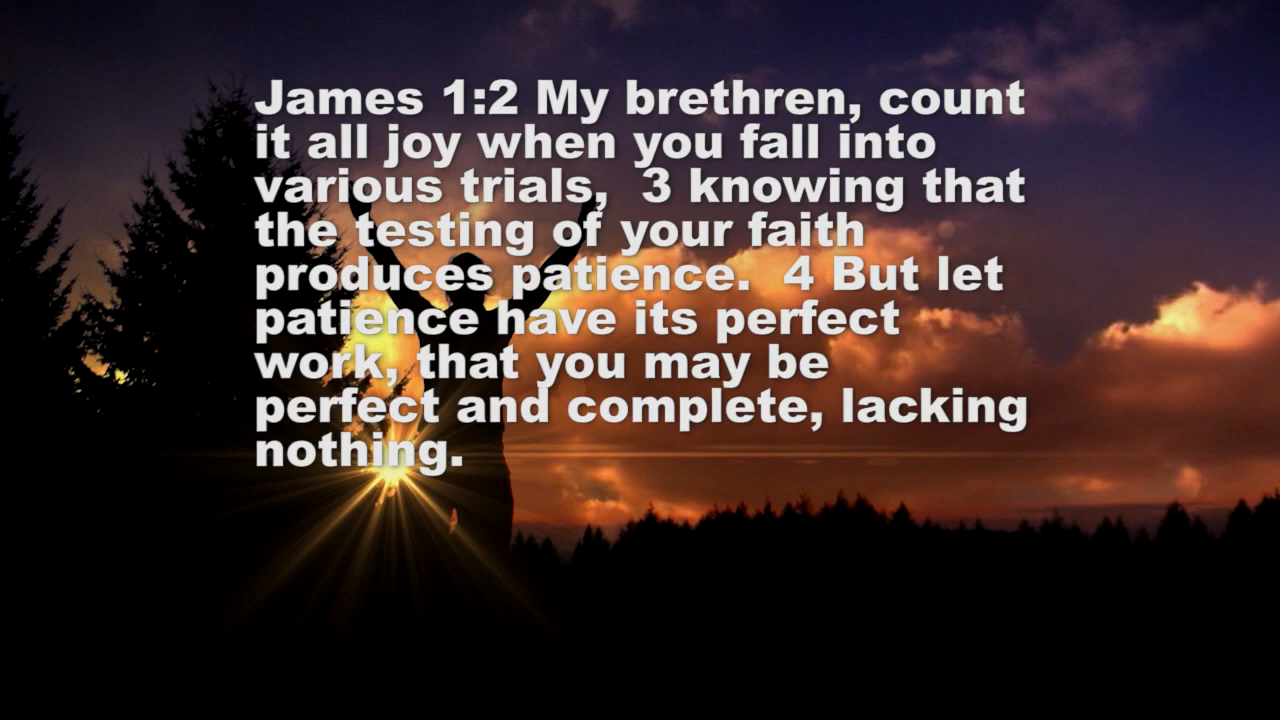 James 1:2 My brethren, count
it all joy when you fall into
various trials,  3 knowing that
the testing of your faith
produces patience.  4 But let
patience have its perfect
work, that you may be
perfect and complete, lacking
nothing.